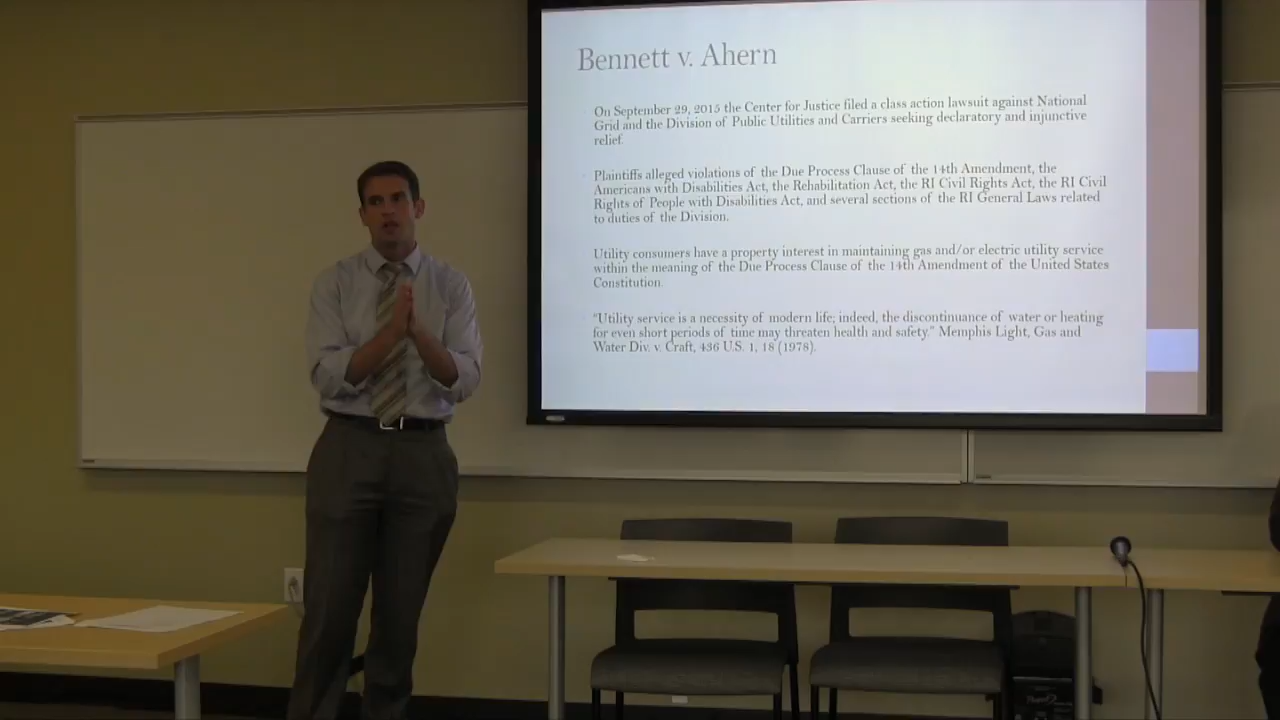 Bennett v. Ahern
On September 29, 2015 the Center for Justice filed a class action lawsuit against National
Grid and the Division of Public Utilities and Carriers seeking declaratory and injunctive
relief.
Plaintiffs alleged violations of the Due Process Clause of the 14th Amendment, the
Americans with Disabilities Act, the Rehabilitation Act, the RI Civil Rights Act, the RI Civil
Rights of People with Disabilities Act, and several sections of the RI General Laws related
to duties of the Division.
Utility consumers have a property interest in maintaining gas and/or electric utility service
within the meaning of the Due Process Clause of the 14th Amendment of the United States
Constitution.
"Utility service is a necessity of modern life; indeed, the discontinuance of water or heating
for even short periods of time may threaten health and safety." Memphis Light, Gas and
Water Div. v. Craft, 436 U.S. 1, 18 (1978).